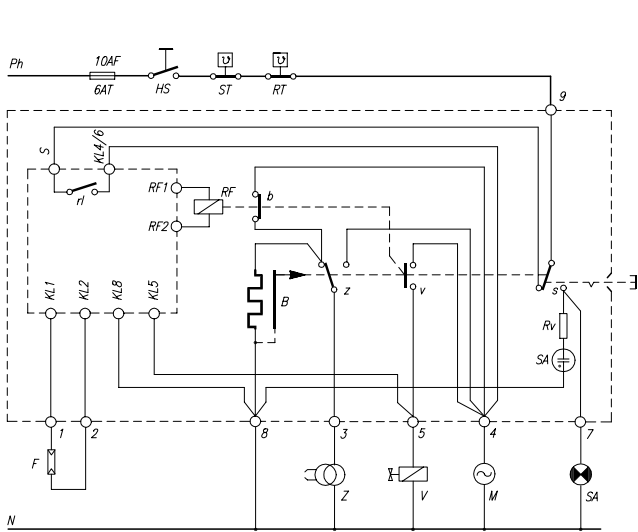 Ph
10AF
6AT
HS
ST
RT
9
S
KL4/6
rl
RF1
RF
RF2
b
KL1
KL2
KL8
KL5
B
z
v
s
Rv
SA
1
2
8
3
5
4
7
F
Z
V
M
SA
N